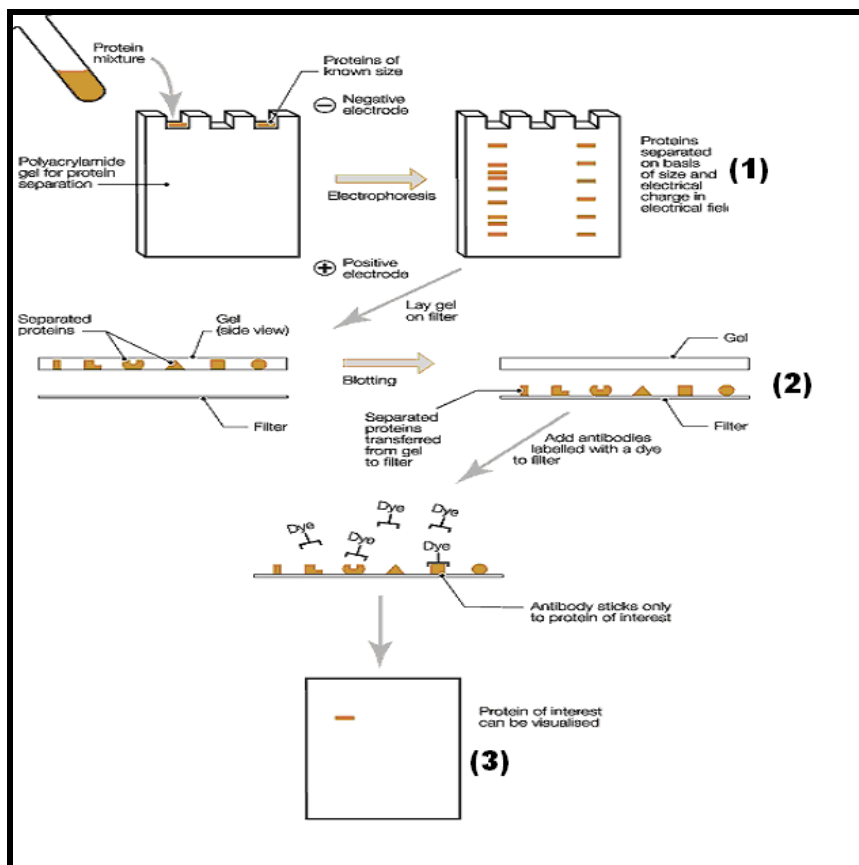 Protein
mixture
Proteins of
known size
Negative
electrode
Polyacrylamide
gel for protein
separation
Electrophoresis
Proteins
separated
on basis
of size and
electrical
charge in
electrical field
(1)
Positive
electrode
Lay gel
on filter
Separated
proteins
Gel
(side view)
Filter
Blotting
Gel
(2)
Separated
proteins
transferred
from gel
to filter
Filter
Add antibodies
labelled with a dye
to filter
Dye
Dye
Dye
Dye
Dye
Antibody sticks only
to protein of interest
Protein of interest
can be visualised
(3)